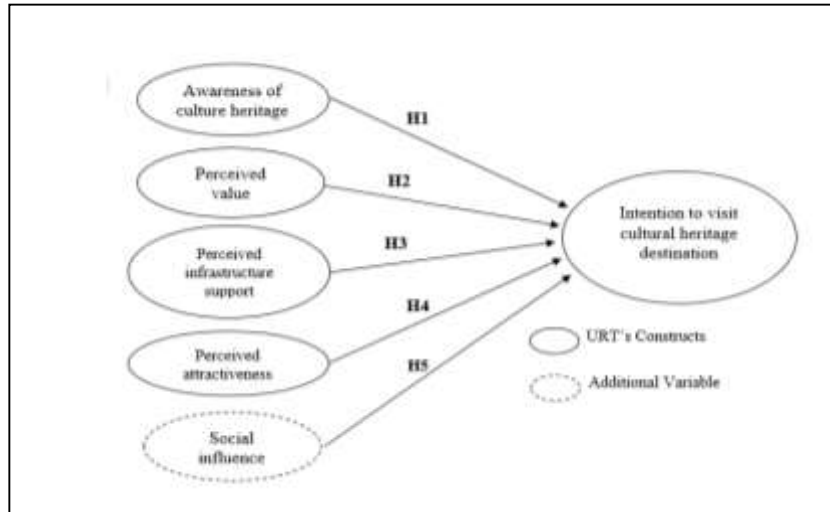 Awareness of
culture heritage
H1
Perceived
value
H2
Intention to visit
cultural heritage
destination
Perceived
infrastructure
support
H3
H4
Perceived
attractiveness
H5
URT's Constructs
Additional Variable
Social
influence